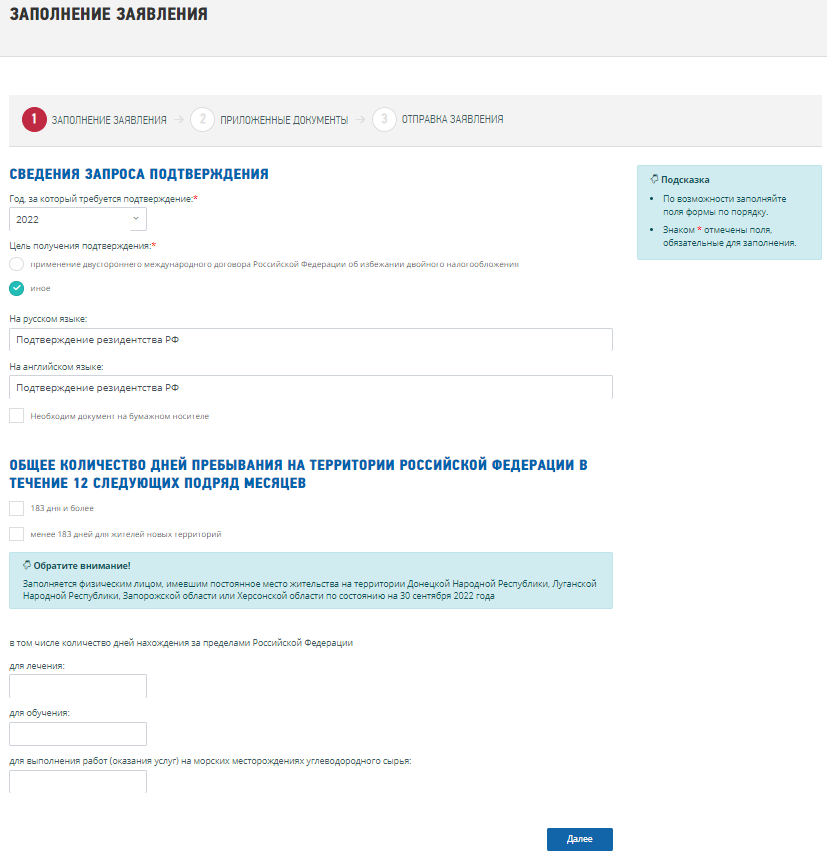 ЗАПОЛНЕНИЕ ЗАЯВЛЕНИЯ
1 ЗАПОЛНЕНИЕ ЗАЯВЛЕНИЯ → 2 ПРИЛОЖЕННЫЕ ДОКУМЕНТЫ → 3 ОТПРАВКА ЗАЯВЛЕНИЯ
СВЕДЕНИЯ ЗАПРОСА ПОДТВЕРЖДЕНИЯ
Год, за который требуется подтверждение:*
2022
Цель получения подтверждения:*
применение двустороннего международного договора Российской Федерации об избежании двойного налогообложения
иное
На русском языке:
Подтверждение резидентства РФ
На английском языке:
Подтверждение резидентства РФ
Необходим документ на бумажном носителе
ОБЩЕЕ КОЛИЧЕСТВО ДНЕЙ ПРЕБЫВАНИЯ НА ТЕРРИТОРИИ РОССИЙСКОЙ ФЕДЕРАЦИИ В
ТЕЧЕНИЕ 12 СЛЕДУЮЩИХ ПОДРЯД МЕСЯЦЕВ
183 дня и более
менее 183 дней для жителей новых территорий
Обратите внимание!
Заполняется физическим лицом, имевшим постоянное место жительства на территории Донецкой Народной Республики, Луганской
Народной Республики, Запорожской области или Херсонской области по состоянию на 30 сентября 2022 года
в том числе количество дней нахождения за пределами Российской Федерации
для лечения:
для обучения:
для выполнения работ (оказания услуг) на морских месторождениях углеводородного сырья:
Далее
Подсказка
• По возможности заполняйте
поля формы по порядку.
• Знаком * отмечены поля,
обязательные для заполнения.